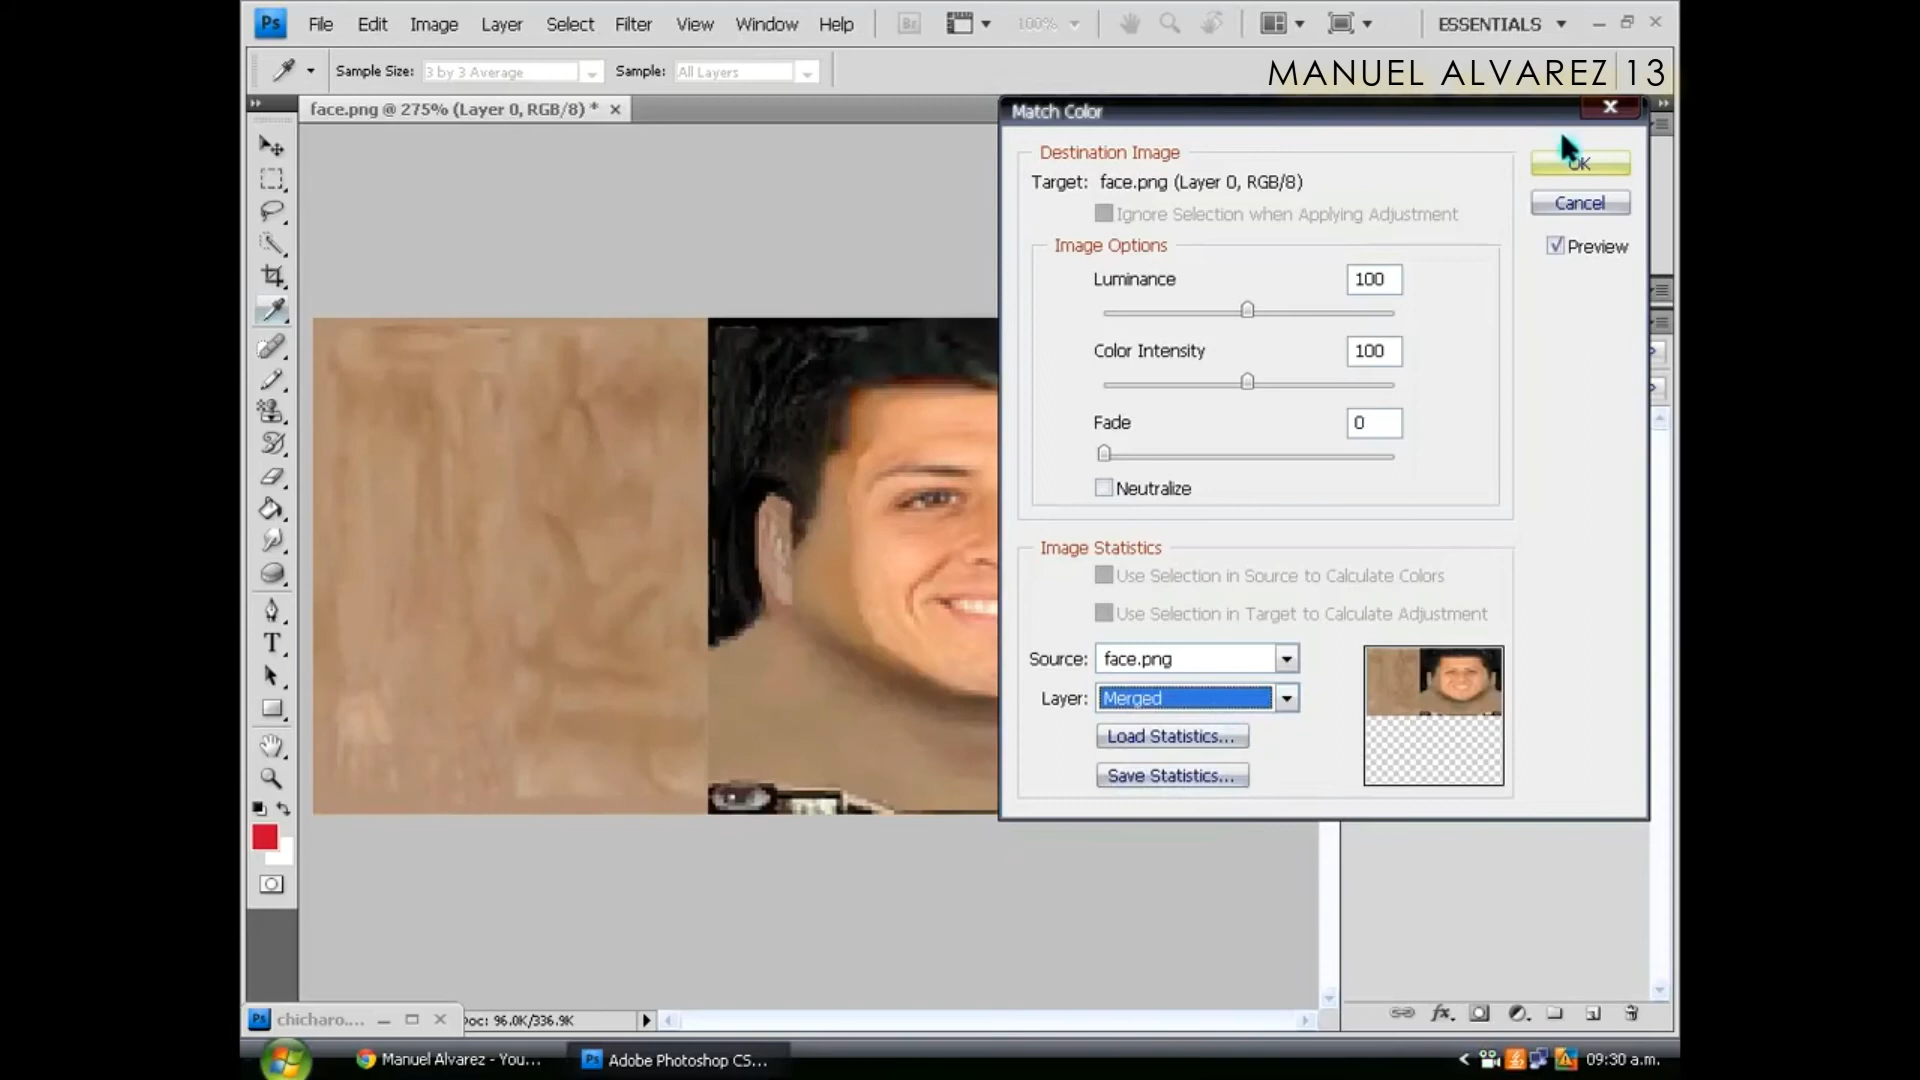 Ps File Edit Image Layer Select Filter View Window Help Br 100% ESSENTIALS
Sample Size: 3 by 3 Average Sample: All Layers
MANUEL ALVAREZ 13
face.png @ 275% (Layer 0, RGB/8) *
Match Color
Destination Image
Target: face.png (Layer 0, RGB/8)
Ignore Selection when Applying Adjustment
OK
Cancel
Preview
Image Options
Luminance 100
Color Intensity 100
Fade 0
Neutralize
Image Statistics
Use Selection in Source to Calculate Colors
Use Selection in Target to Calculate Adjustment
Source: face.png
Layer: Merged
Load Statistics...
Save Statistics...
T
fx
Ps chicharo....
Doc: 96.0K/336.9K
Manuel Alvarez - You...
Ps Adobe Photoshop CS...
09:30 a.m.